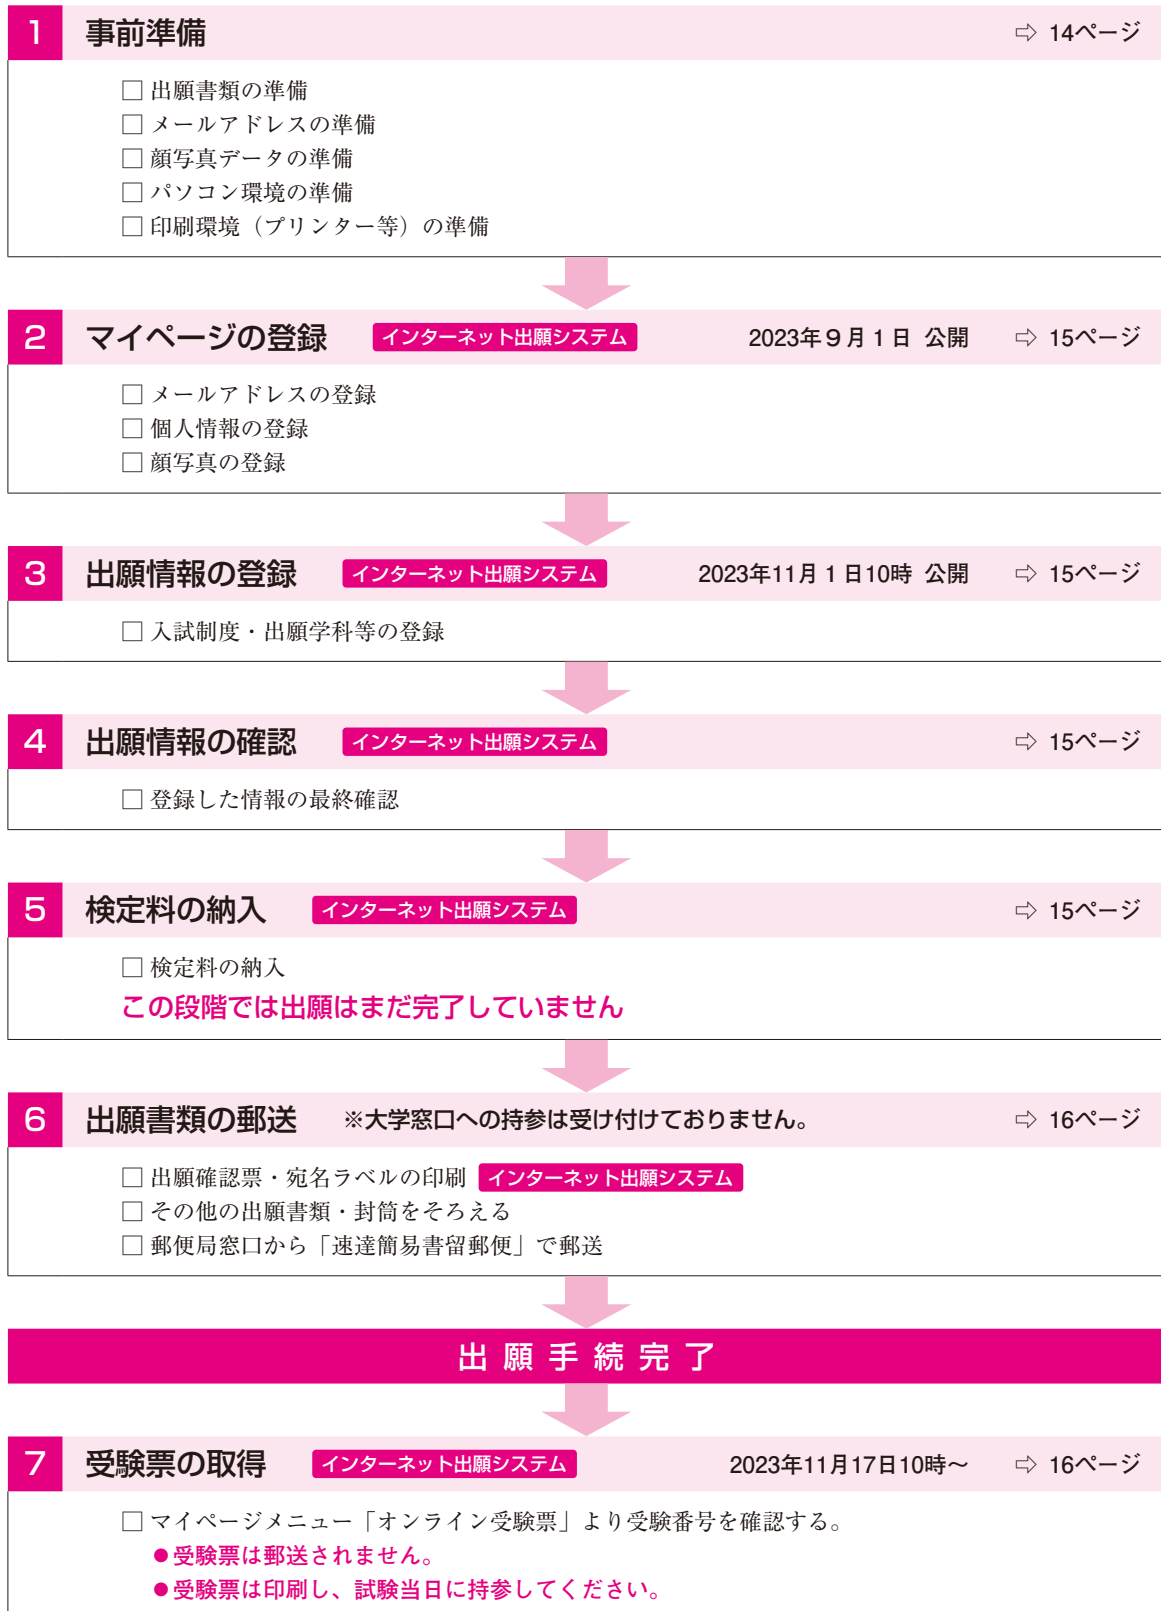 1 事前準備 ⇨ 14ページ
□ 出願書類の準備
□ メールアドレスの準備
□ 顔写真データの準備
□ パソコン環境の準備
□ 印刷環境（プリンター等）の準備
2 マイページの登録 インターネット出願システム 2023年9月1日 公開 ⇨ 15ページ
□ メールアドレスの登録
□ 個人情報の登録
□ 顔写真の登録
3 出願情報の登録 インターネット出願システム 2023年11月1日10時 公開 ⇨ 15ページ
□ 入試制度・出願学科等の登録
4 出願情報の確認 インターネット出願システム ⇨ 15ページ
□ 登録した情報の最終確認
5 検定料の納入 インターネット出願システム ⇨ 15ページ
□ 検定料の納入
この段階では出願はまだ完了していません
6 出願書類の郵送 ※大学窓口への持参は受け付けておりません。 ⇨ 16ページ
□ 出願確認票・宛名ラベルの印刷 インターネット出願システム
□ その他の出願書類・封筒をそろえる
□ 郵便局窓口から「速達簡易書留郵便」で郵送
出願手続完了
7 受験票の取得 インターネット出願システム 2023年11月17日10時～ ⇨ 16ページ
□ マイページメニュー「オンライン受験票」より受験番号を確認する。
●受験票は郵送されません。
●受験票は印刷し、試験当日に持参してください。